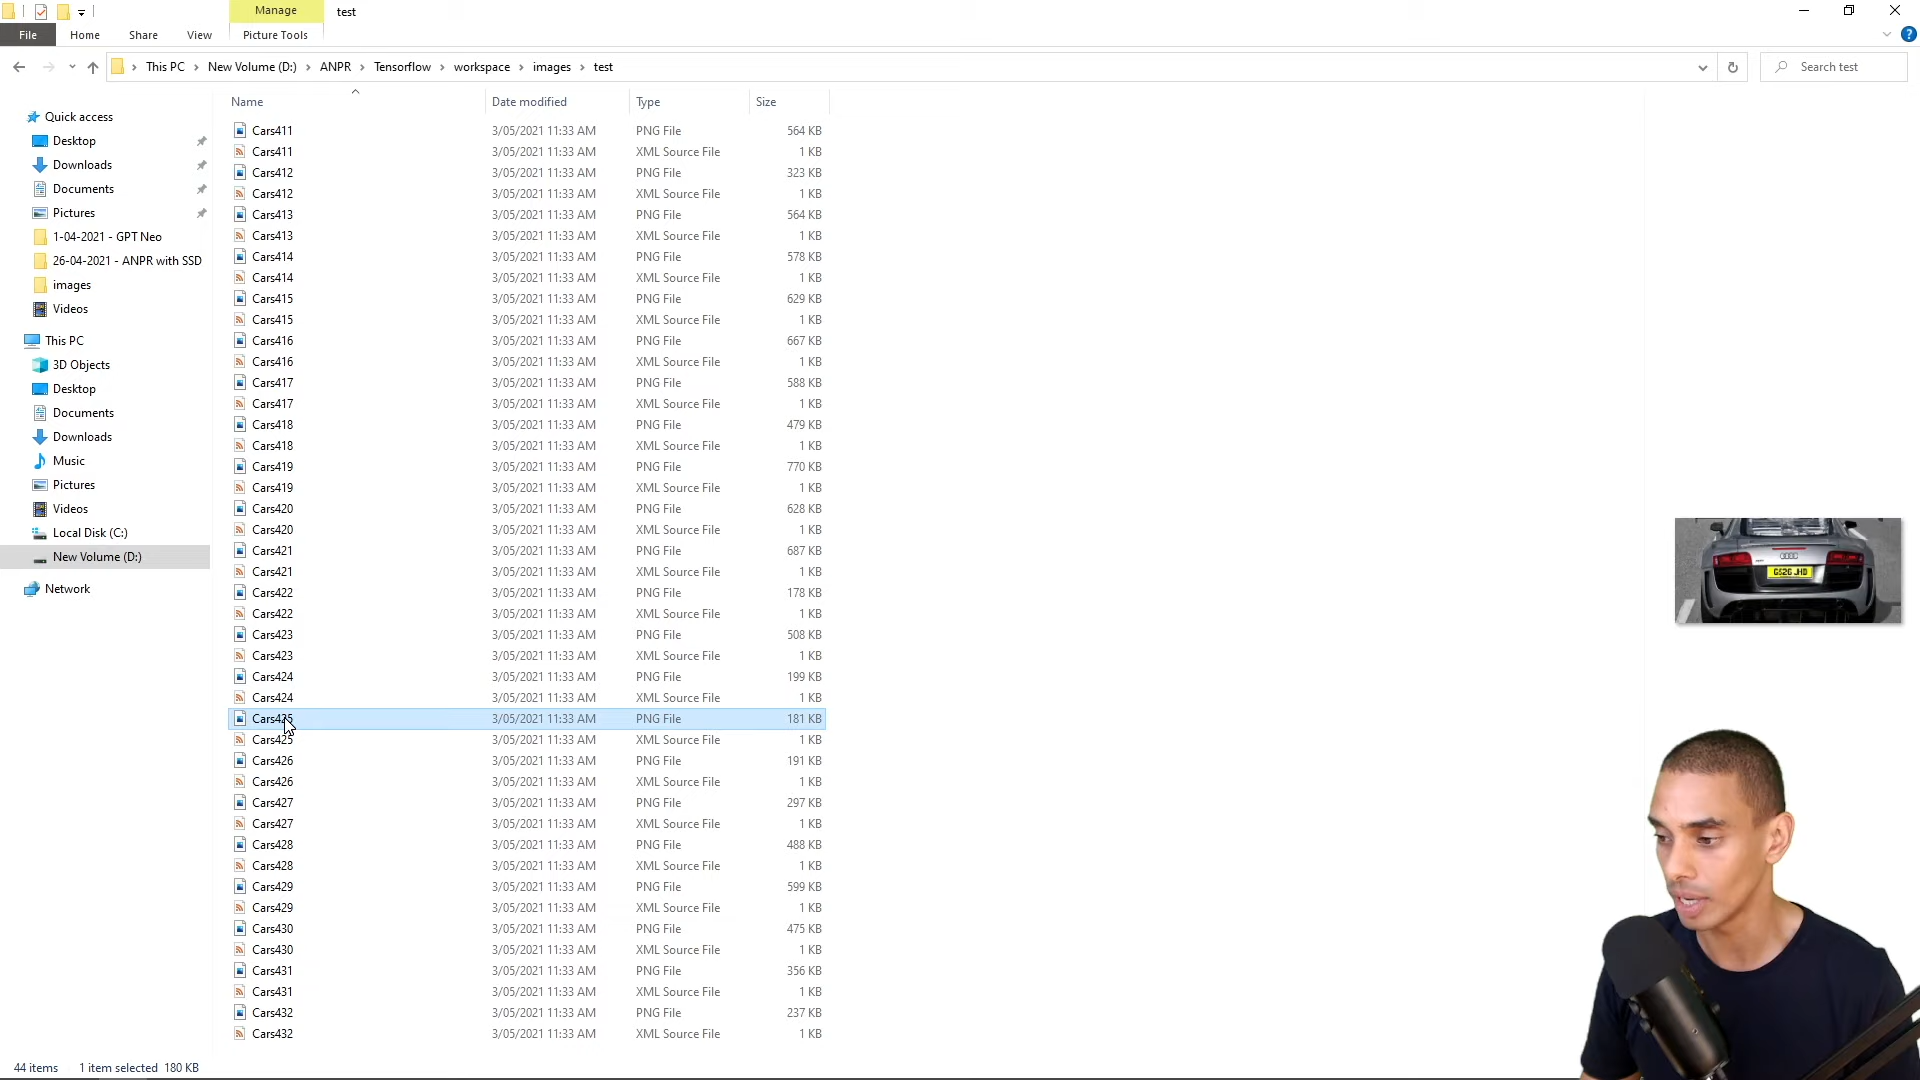 Manage
test
File
Home
Share
View
Picture Tools
This PC
New Volume (D:)
ANPR
Tensorflow
workspace
images
test
Search test
Name
Date modified
Type
Size
Quick access
Desktop
Downloads
Documents
Pictures
1-04-2021 - GPT Neo
26-04-2021 - ANPR with SSD
images
Videos
This PC
3D Objects
Desktop
Documents
Downloads
Music
Pictures
Videos
Local Disk (C:)
New Volume (D:)
Network
Cars411 3/05/2021 11:33 AM PNG File 564 KB
Cars411 3/05/2021 11:33 AM XML Source File 1 KB
Cars412 3/05/2021 11:33 AM PNG File 323 KB
Cars412 3/05/2021 11:33 AM XML Source File 1 KB
Cars413 3/05/2021 11:33 AM PNG File 564 KB
Cars413 3/05/2021 11:33 AM XML Source File 1 KB
Cars414 3/05/2021 11:33 AM PNG File 578 KB
Cars414 3/05/2021 11:33 AM XML Source File 1 KB
Cars415 3/05/2021 11:33 AM PNG File 629 KB
Cars415 3/05/2021 11:33 AM XML Source File 1 KB
Cars416 3/05/2021 11:33 AM PNG File 667 KB
Cars416 3/05/2021 11:33 AM XML Source File 1 KB
Cars417 3/05/2021 11:33 AM PNG File 588 KB
Cars417 3/05/2021 11:33 AM XML Source File 1 KB
Cars418 3/05/2021 11:33 AM PNG File 479 KB
Cars418 3/05/2021 11:33 AM XML Source File 1 KB
Cars419 3/05/2021 11:33 AM PNG File 770 KB
Cars419 3/05/2021 11:33 AM XML Source File 1 KB
Cars420 3/05/2021 11:33 AM PNG File 628 KB
Cars420 3/05/2021 11:33 AM XML Source File 1 KB
Cars421 3/05/2021 11:33 AM PNG File 687 KB
Cars421 3/05/2021 11:33 AM XML Source File 1 KB
Cars422 3/05/2021 11:33 AM PNG File 178 KB
Cars422 3/05/2021 11:33 AM XML Source File 1 KB
Cars423 3/05/2021 11:33 AM PNG File 508 KB
Cars423 3/05/2021 11:33 AM XML Source File 1 KB
Cars424 3/05/2021 11:33 AM PNG File 199 KB
Cars424 3/05/2021 11:33 AM XML Source File 1 KB
Cars425 3/05/2021 11:33 AM PNG File 181 KB
Cars425 3/05/2021 11:33 AM XML Source File 1 KB
Cars426 3/05/2021 11:33 AM PNG File 191 KB
Cars426 3/05/2021 11:33 AM XML Source File 1 KB
Cars427 3/05/2021 11:33 AM PNG File 297 KB
Cars427 3/05/2021 11:33 AM XML Source File 1 KB
Cars428 3/05/2021 11:33 AM PNG File 488 KB
Cars428 3/05/2021 11:33 AM XML Source File 1 KB
Cars429 3/05/2021 11:33 AM PNG File 599 KB
Cars429 3/05/2021 11:33 AM XML Source File 1 KB
Cars430 3/05/2021 11:33 AM PNG File 475 KB
Cars430 3/05/2021 11:33 AM XML Source File 1 KB
Cars431 3/05/2021 11:33 AM PNG File 356 KB
Cars431 3/05/2021 11:33 AM XML Source File 1 KB
Cars432 3/05/2021 11:33 AM PNG File 237 KB
Cars432 3/05/2021 11:33 AM XML Source File 1 KB
44 items 1 item selected 180 KB